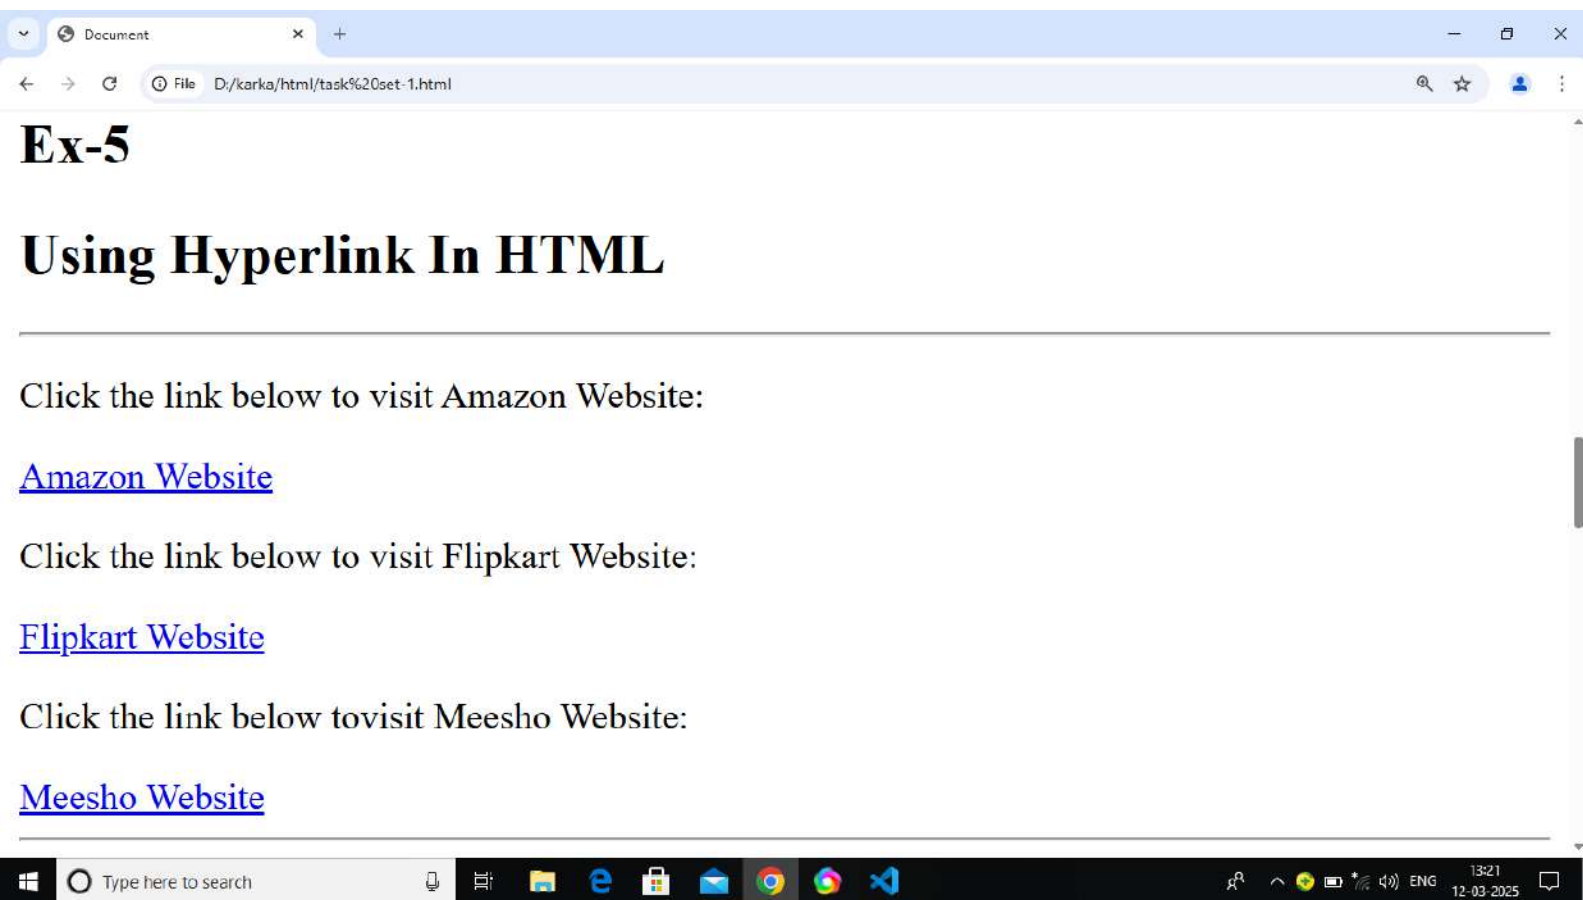 Document
File D:/karka/html/task%20set-1.html
Ex-5
Using Hyperlink In HTML
Click the link below to visit Amazon Website:
Amazon Website
Click the link below to visit Flipkart Website:
Flipkart Website
Click the link below tovisit Meesho Website:
Meesho Website
Type here to search
ENG
13:21
12-03-2025